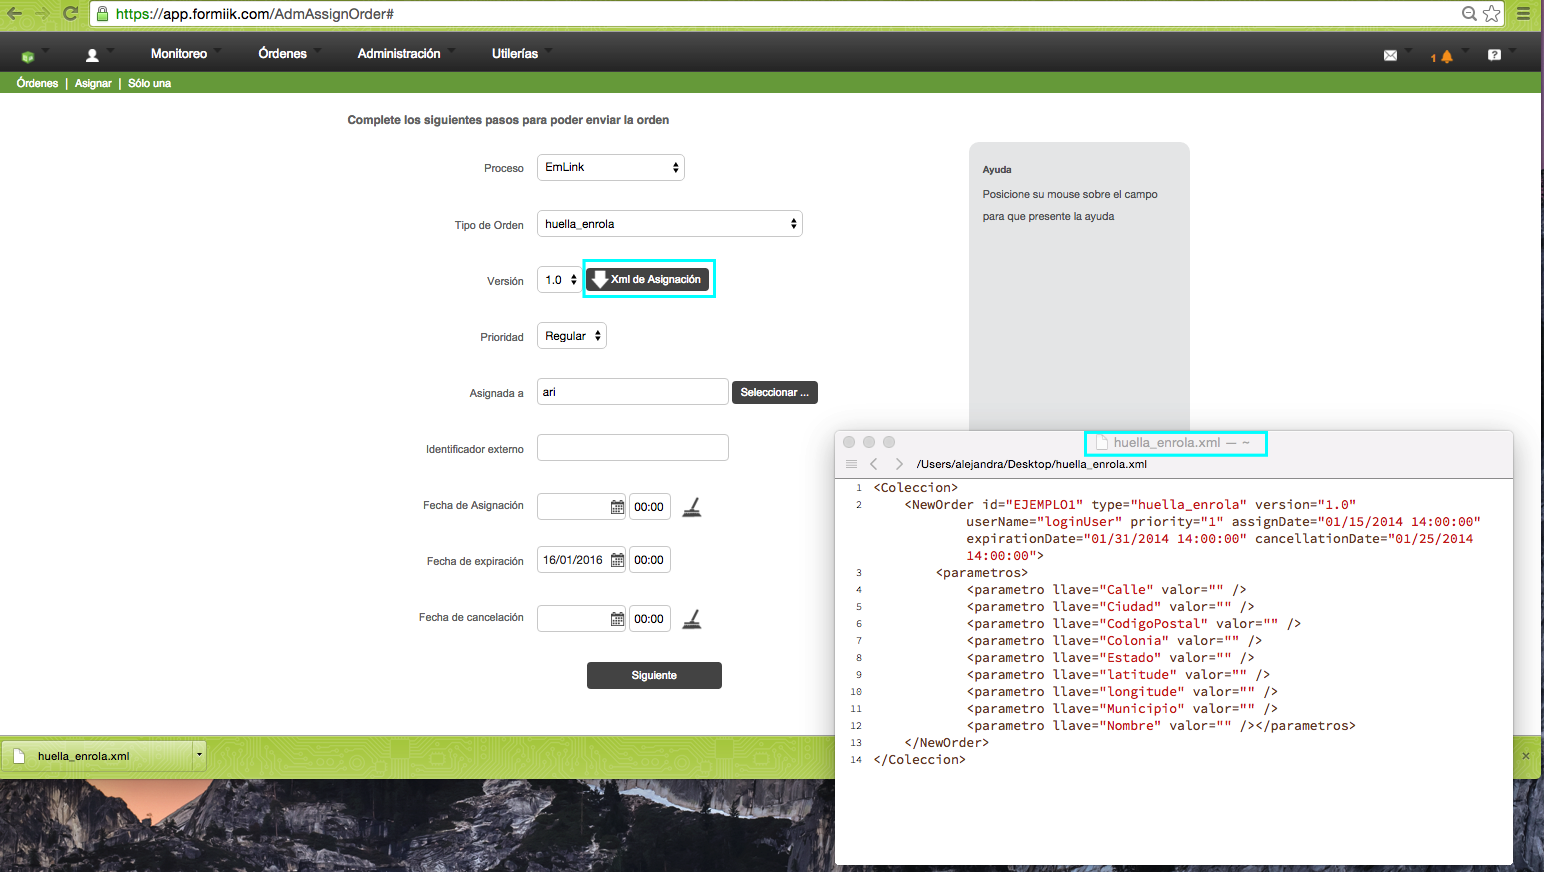 https://app.formiik.com/AdmAssignOrder#
Monitoreo Órdenes Administración Utilerías 1 ?
Órdenes | Asignar | Sólo una
Complete los siguientes pasos para poder enviar la orden
Proceso EmLink
Tipo de Orden huella_enrola
Versión 1.0 Xml de Asignación
Prioridad Regular
Asignada a ari Seleccionar ...
Identificador externo
Fecha de Asignación 00:00
Fecha de expiración 16/01/2016 00:00
Fecha de cancelación 00:00
Siguiente
Ayuda
Posicione su mouse sobre el campo
para que presente la ayuda
huella_enrola.xml — ~
/Users/alejandra/Desktop/huella_enrola.xml
1 <Coleccion>
2 <NewOrder id="EJEMPLO1" type="huella_enrola" version="1.0"
userName="loginUser" priority="1" assignDate="01/15/2014 14:00:00"
expirationDate="01/31/2014 14:00:00" cancellationDate="01/25/2014
14:00:00">
3 <parametros>
4 <parametro llave="Calle" valor="" />
5 <parametro llave="Ciudad" valor="" />
6 <parametro llave="CodigoPostal" valor="" />
7 <parametro llave="Colonia" valor="" />
8 <parametro llave="Estado" valor="" />
9 <parametro llave="latitude" valor="" />
10 <parametro llave="longitude" valor="" />
11 <parametro llave="Municipio" valor="" />
12 <parametro llave="Nombre" valor="" /></parametros>
13 </NewOrder>
14 </Coleccion>
huella_enrola.xml